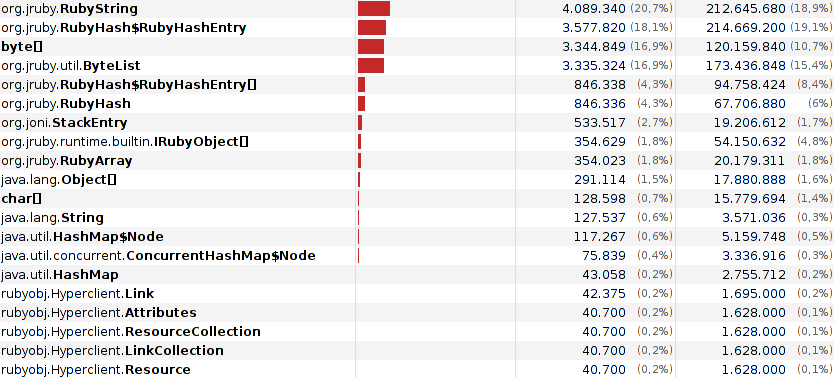 org.jruby.RubyString 4.089.340 (20,7%) 212.645.680 (18,9%)
org.jruby.RubyHash$RubyHashEntry 3.577.820 (18,1%) 214.669.200 (19,1%)
byte[] 3.344.849 (16,9%) 120.159.840 (10,7%)
org.jruby.util.ByteList 3.335.324 (16,9%) 173.436.848 (15,4%)
org.jruby.RubyHash$RubyHashEntry[] 846.338 (4,3%) 94.758.424 (8,4%)
org.jruby.RubyHash 846.336 (4,3%) 67.706.880 (6%)
org.joni.StackEntry 533.517 (2,7%) 19.206.612 (1,7%)
org.jruby.runtime.builtin.IRubyObject[] 354.629 (1,8%) 54.150.632 (4,8%)
org.jruby.RubyArray 354.023 (1,8%) 20.179.311 (1,8%)
java.lang.Object[] 291.114 (1,5%) 17.880.888 (1,6%)
char[] 128.598 (0,7%) 15.779.694 (1,4%)
java.lang.String 127.537 (0,6%) 3.571.036 (0,3%)
java.util.HashMap$Node 117.267 (0,6%) 5.159.748 (0,5%)
java.util.concurrent.ConcurrentHashMap$Node 75.839 (0,4%) 3.336.916 (0,3%)
java.util.HashMap 43.058 (0,2%) 2.755.712 (0,2%)
rubyobj.Hyperclient.Link 42.375 (0,2%) 1.695.000 (0,2%)
rubyobj.Hyperclient.Attributes 40.700 (0,2%) 1.628.000 (0,1%)
rubyobj.Hyperclient.ResourceCollection 40.700 (0,2%) 1.628.000 (0,1%)
rubyobj.Hyperclient.LinkCollection 40.700 (0,2%) 1.628.000 (0,1%)
rubyobj.Hyperclient.Resource 40.700 (0,2%) 1.628.000 (0,1%)